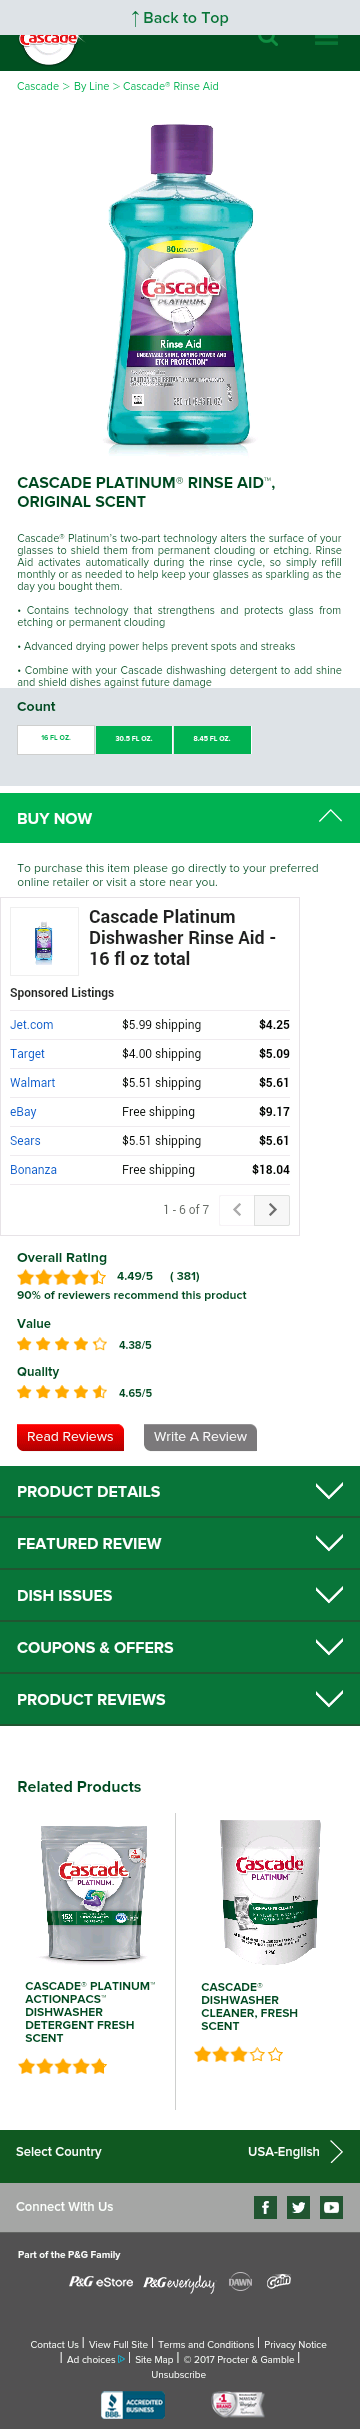 ↑ Back to Top
Cascade
Cascade > By Line > Cascade® Rinse Aid
80 LOADS**
Cascade
PLATINUM™
Rinse Aid
UNBEATABLE SHINE, DRYING POWER AND
ETCH PROTECTION*
CASCADE PLATINUM® RINSE AID™,
ORIGINAL SCENT
Cascade® Platinum's two-part technology alters the surface of your
glasses to shield them from permanent clouding or etching. Rinse
Aid activates automatically during the rinse cycle, so simply refill
monthly or as needed to help keep your glasses as sparkling as the
day you bought them.
• Contains technology that strengthens and protects glass from
etching or permanent clouding
• Advanced drying power helps prevent spots and streaks
• Combine with your Cascade dishwashing detergent to add shine
and shield dishes against future damage
Count
16 FL OZ. 30.5 FL OZ. 8.45 FL OZ.
BUY NOW
To purchase this item please go directly to your preferred
online retailer or visit a store near you.
Cascade Platinum
Dishwasher Rinse Aid -
16 fl oz total
Sponsored Listings
Jet.com $5.99 shipping $4.25
Target $4.00 shipping $5.09
Walmart $5.51 shipping $5.61
eBay Free shipping $9.17
Sears $5.51 shipping $5.61
Bonanza Free shipping $18.04
1 - 6 of 7
Overall Rating
4.49/5 ( 381)
90% of reviewers recommend this product
Value
4.38/5
Quality
4.65/5
Read Reviews Write A Review
PRODUCT DETAILS
FEATURED REVIEW
DISH ISSUES
COUPONS & OFFERS
PRODUCT REVIEWS
Related Products
Cascade
PLATINUM™
Cascade
PLATINUM™
DISHWASHER CLEANER
CASCADE® PLATINUM™
ACTIONPACS™
DISHWASHER
DETERGENT FRESH
SCENT
CASCADE®
DISHWASHER
CLEANER, FRESH
SCENT
Select Country USA-English
Connect With Us
Part of the P&G Family
P&G eStore P&G everyday DAWN Gain
Contact Us | View Full Site | Terms and Conditions | Privacy Notice
| Ad choices | Site Map | © 2017 Procter & Gamble |
Unsubscribe
BBB ACCREDITED
BUSINESS